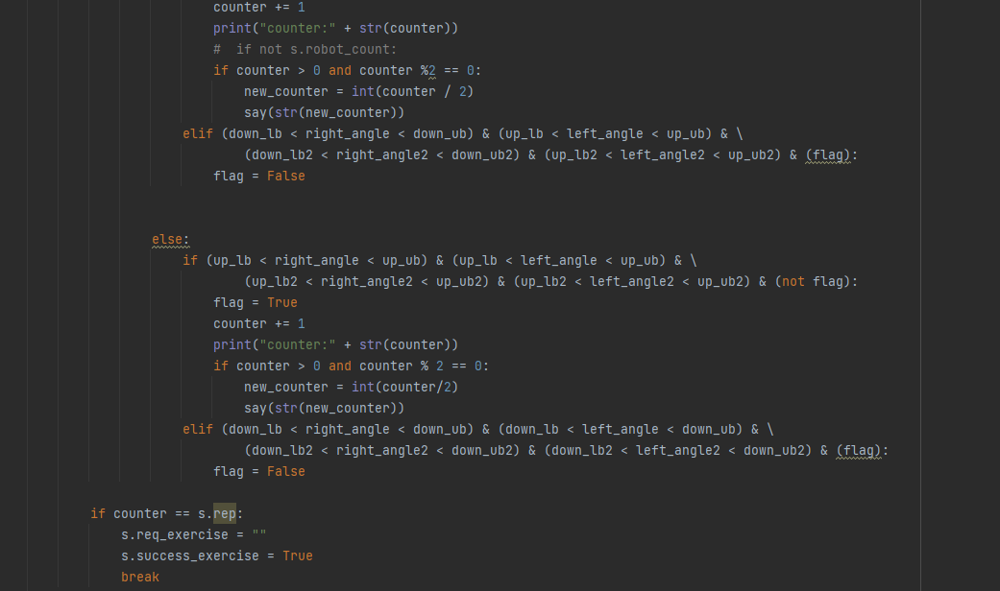 counter += 1
print("counter:" + str(counter))
#  if not s.robot_count:
if counter > 0 and counter %2 == 0:
new_counter = int(counter / 2)
say(str(new_counter))
elif (down_lb < right_angle < down_ub) & (up_lb < left_angle < up_ub) & \
(down_lb2 < right_angle2 < down_ub2) & (up_lb2 < left_angle2 < up_ub2) & (flag):
flag = False
else:
if (up_lb < right_angle < up_ub) & (up_lb < left_angle < up_ub) & \
(up_lb2 < right_angle2 < up_ub2) & (up_lb2 < left_angle2 < up_ub2) & (not flag):
flag = True
counter += 1
print("counter:" + str(counter))
if counter > 0 and counter % 2 == 0:
new_counter = int(counter/2)
say(str(new_counter))
elif (down_lb < right_angle < down_ub) & (down_lb < left_angle < down_ub) & \
(down_lb2 < right_angle2 < down_ub2) & (down_lb2 < left_angle2 < down_ub2) & (flag):
flag = False
if counter == s.rep:
s.req_exercise = ""
s.success_exercise = True
break